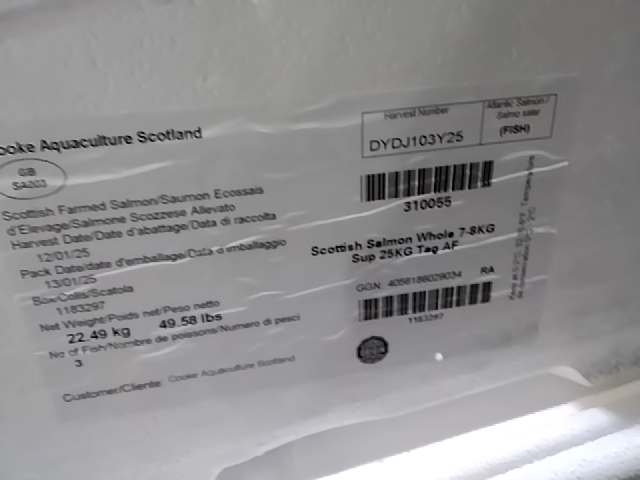 ooke Aquaculture Scotland
GB
SA203
Scottish Farmed Salmon/Saumon Ecossais
d'Elevage/Salmone Scozzese Allevato
Harvest Date/Date d'abattage/Data di raccolta
12/01/25
Pack Date/date d'emballage/Data d imballaggio
13/01/25
Box/Colis/Scatola
1183297
Net Weight/Poids net/Peso netto
22.49 kg 49.58 lbs
No of Fish/Nombre de poissons/Numero di pesci
3
Customer/Cliente: Cooke Aquaculture Scotland
Harvest Number
DYDJ103Y25
Atlantic Salmon /
Salmo salar
(FISH)
310055
Scottish Salmon Whole 7-8KG
Sup 25KG Tag AF
GGN: 4056186029034 RA
1183297